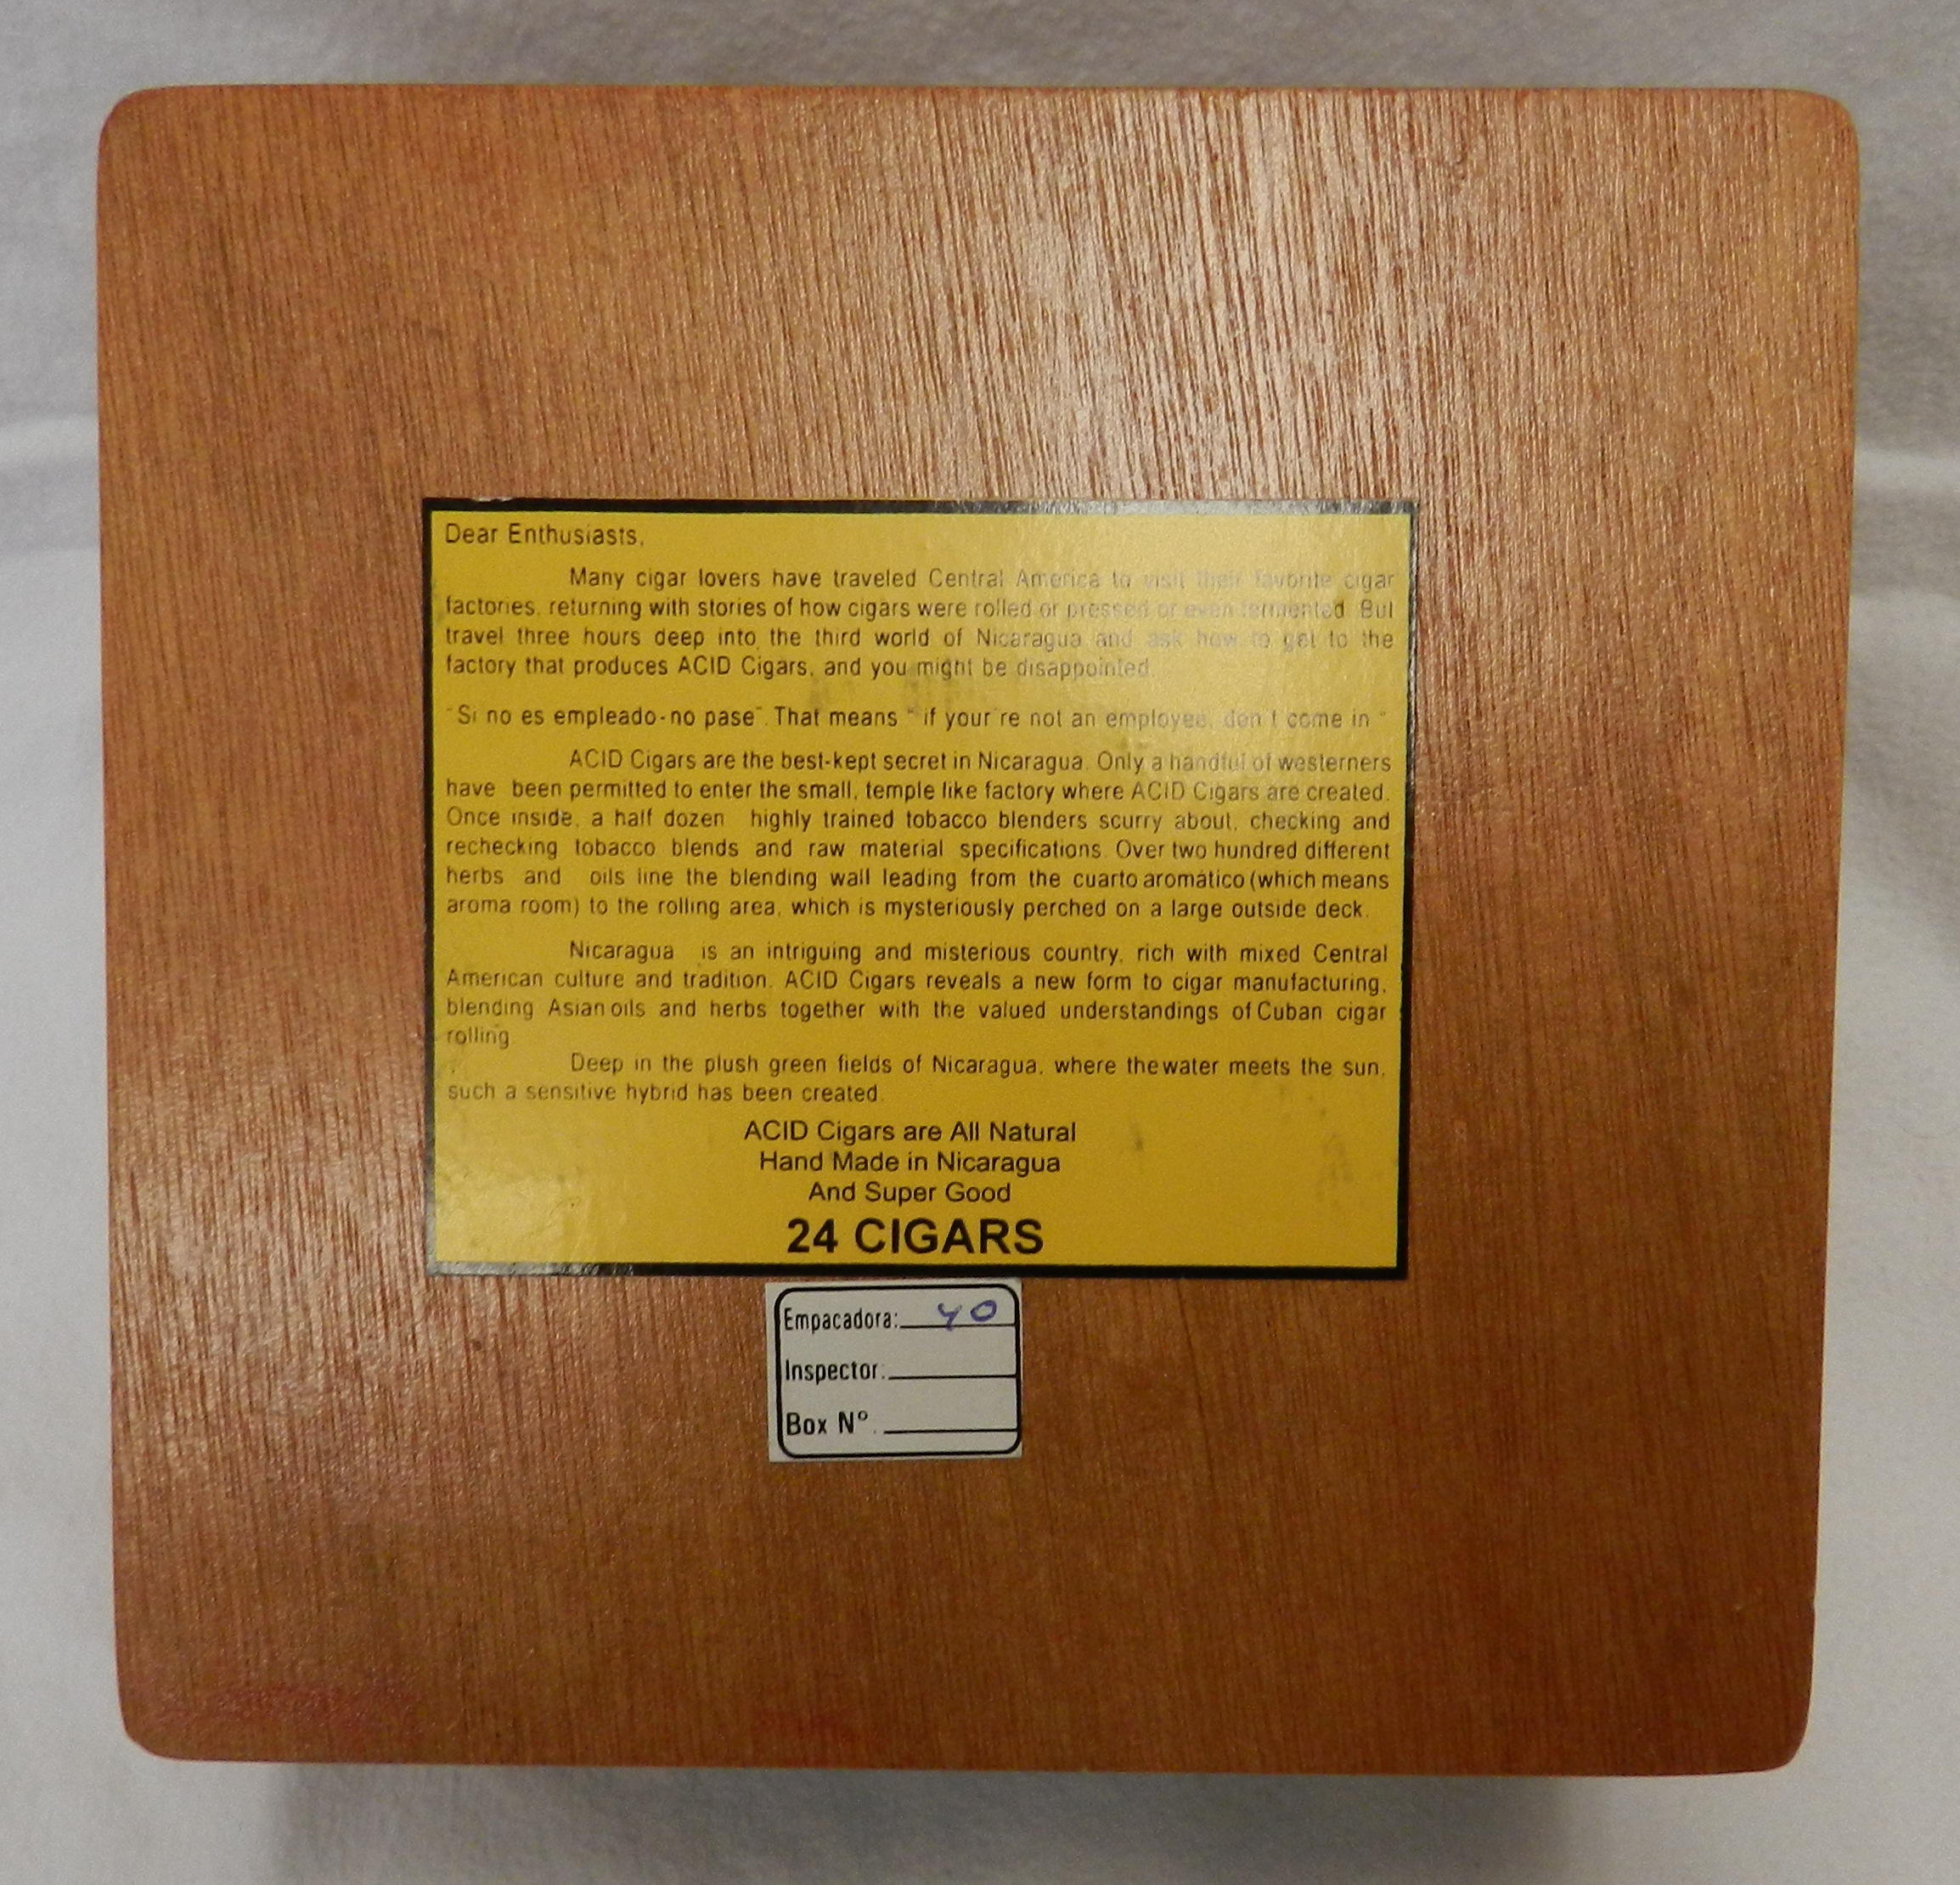 Dear Enthusiasts,
Many cigar lovers have traveled Central America to visit their favorite cigar
factories, returning with stories of how cigars were rolled or pressed or even fermented. But
travel three hours deep into the third world of Nicaragua and ask how to get to the
factory that produces ACID Cigars, and you might be disappointed.
"Si no es empleado-no pase". That means " if your're not an employee, don't come in "
ACID Cigars are the best-kept secret in Nicaragua. Only a handful of westerners
have been permitted to enter the small, temple like factory where ACID Cigars are created.
Once inside, a half dozen highly trained tobacco blenders scurry about, checking and
rechecking tobacco blends and raw material specifications. Over two hundred different
herbs and oils line the blending wall leading from the cuarto aromático (which means
aroma room) to the rolling area, which is mysteriously perched on a large outside deck.
Nicaragua is an intriguing and misterious country, rich with mixed Central
American culture and tradition. ACID Cigars reveals a new form to cigar manufacturing,
blending Asian oils and herbs together with the valued understandings of Cuban cigar
rolling.
Deep in the plush green fields of Nicaragua, where thewater meets the sun,
such a sensitive hybrid has been created.
ACID Cigars are All Natural
Hand Made in Nicaragua
And Super Good
24 CIGARS
Empacadora: 40
Inspector:
Box Nº.